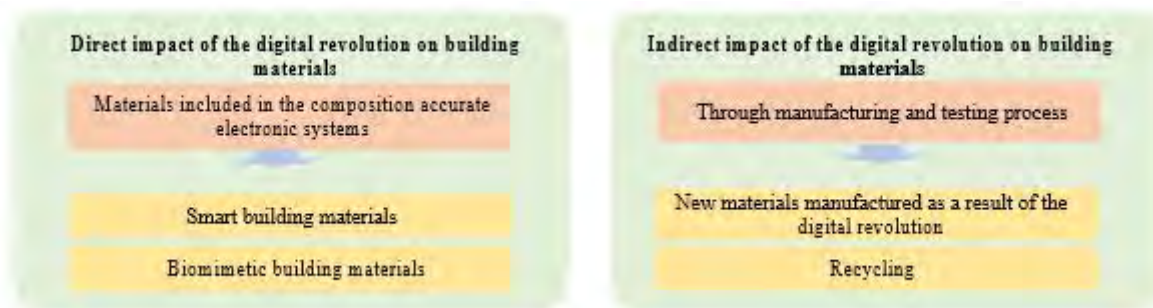 Direct impact of the digital revolution on building
materials
Materials included in the composition accurate
electronic systems
Smart building materials
Biomimetic building materials
Indirect impact of the digital revolution on building
materials
Through manufacturing and testing process
New materials manufactured as a result of the
digital revolution
Recycling